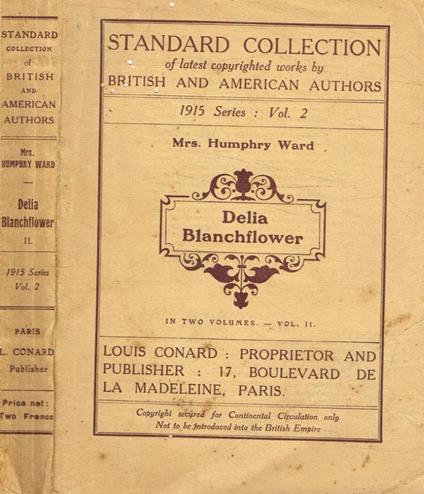 STANDARD
COLLECTION
of
BRITISH
AND
AMERICAN
AUTHORS
Mrs.
HUMPHRY WARD
Delia
Blanchflower
II.
1915 Series
Vol. 2
PARIS
L. CONARD
Publisher
Price net:
Two Francs
STANDARD COLLECTION
of latest copyrighted works by
BRITISH AND AMERICAN AUTHORS
1915 Series : Vol. 2
Mrs. Humphry Ward
Delia
Blanchflower
IN TWO VOLUMES. — VOL. II.
LOUIS CONARD : PROPRIETOR AND
PUBLISHER : 17, BOULEVARD DE
LA MADELEINE, PARIS.
Copyright secured for Continental Circulation only
Not to be introduced into the British Empire